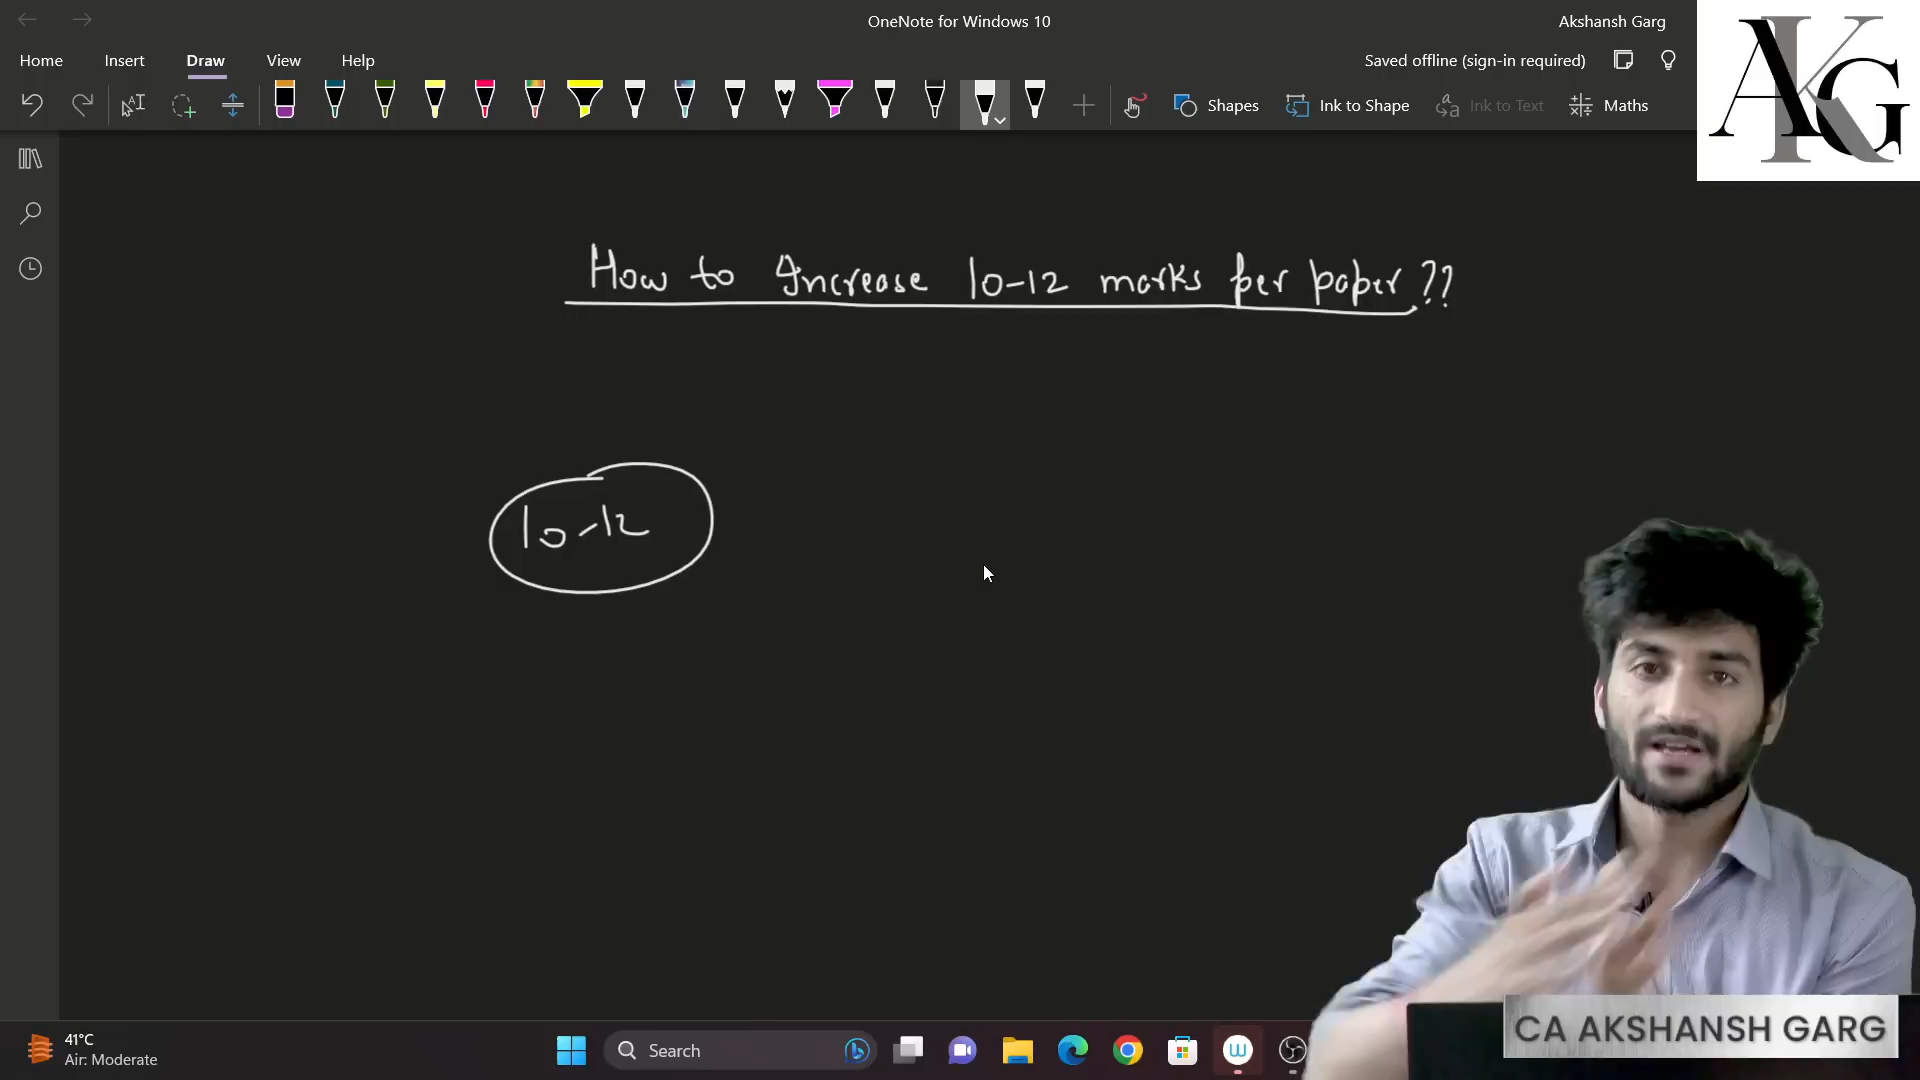 OneNote for Windows 10
Akshansh Garg
Home Insert Draw View Help
Saved offline (sign-in required)
Shapes Ink to Shape Ink to Text Maths
AKG
How to Increase 10-12 marks per paper ??
10-12
CA AKSHANSH GARG
41°C
Air: Moderate
Search